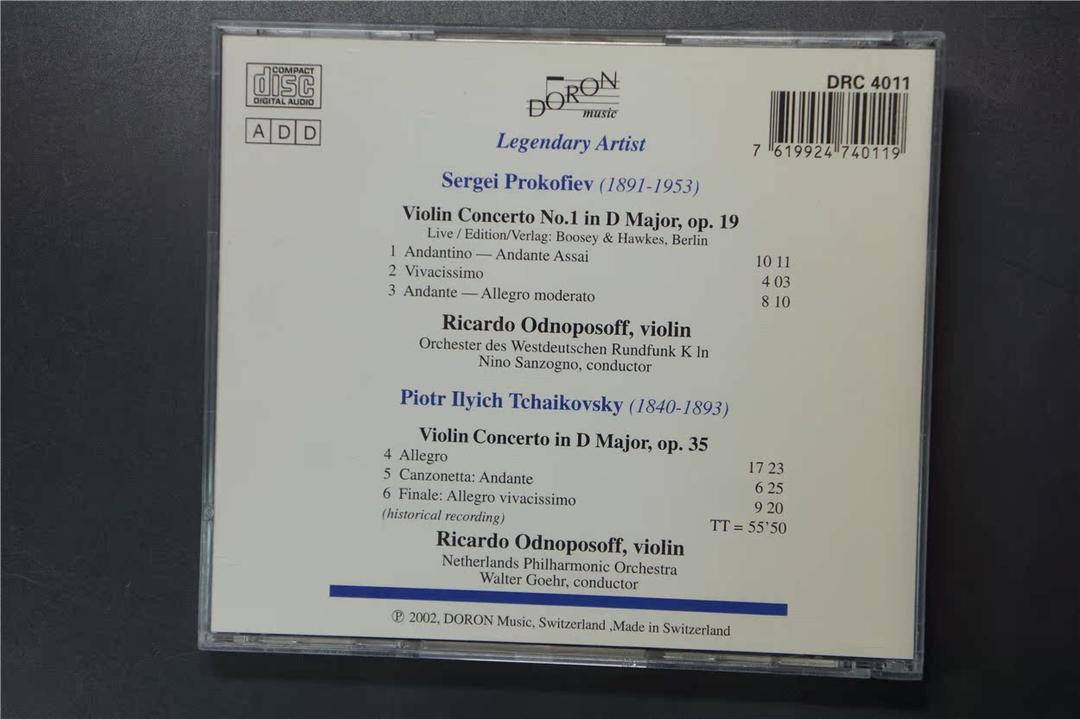 COMPACT
disc
DIGITAL AUDIO
A D D
DORON
music
DRC 4011
7 619924 740119
Legendary Artist
Sergei Prokofiev (1891-1953)
Violin Concerto No.1 in D Major, op. 19
Live / Edition/Verlag: Boosey & Hawkes, Berlin
1 Andantino — Andante Assai 10 11
2 Vivacissimo 4 03
3 Andante — Allegro moderato 8 10
Ricardo Odnoposoff, violin
Orchester des Westdeutschen Rundfunk K ln
Nino Sanzogno, conductor
Piotr Ilyich Tchaikovsky (1840-1893)
Violin Concerto in D Major, op. 35
4 Allegro 17 23
5 Canzonetta: Andante 6 25
6 Finale: Allegro vivacissimo 9 20
(historical recording) TT = 55'50
Ricardo Odnoposoff, violin
Netherlands Philharmonic Orchestra
Walter Goehr, conductor
℗ 2002, DORON Music, Switzerland ,Made in Switzerland